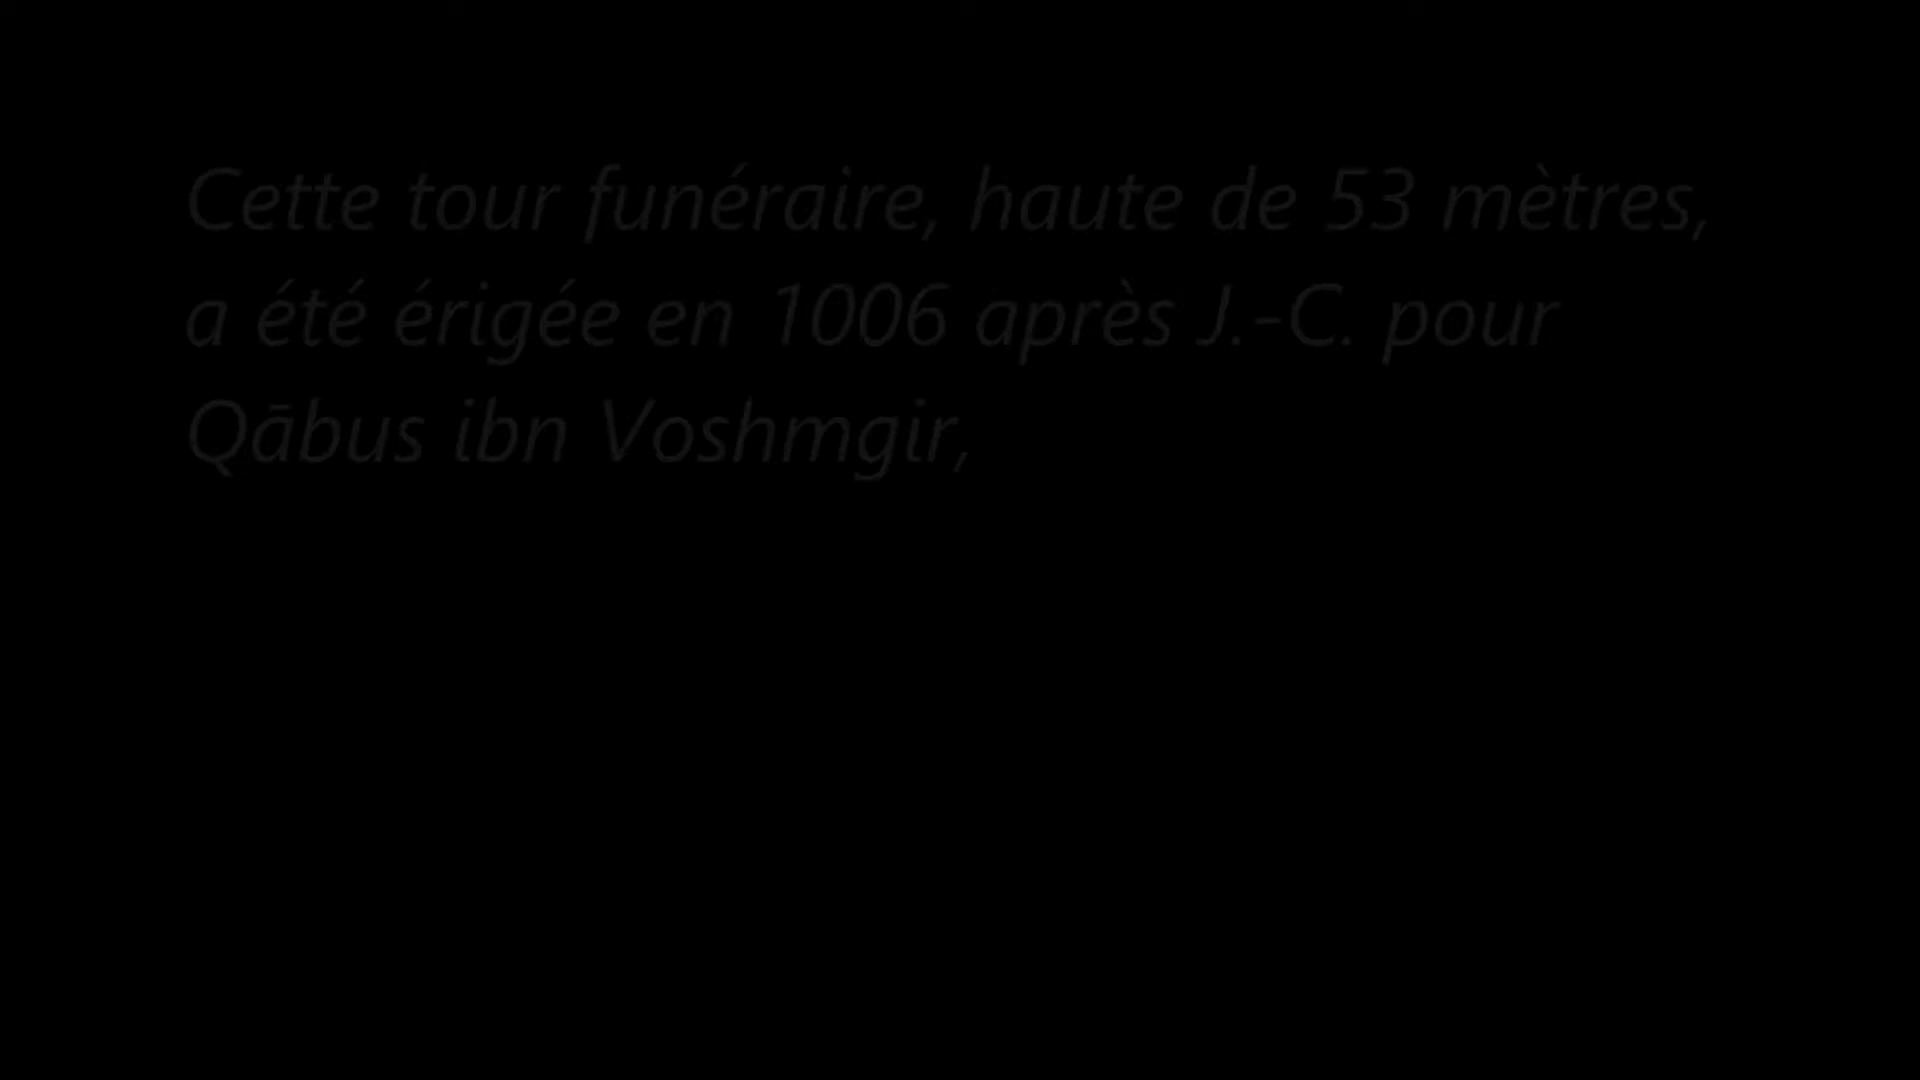 Cette tour funéraire, haute de 53 mètres,
a été érigée en 1006 après J.-C. pour
Qābus ibn Voshmgir,